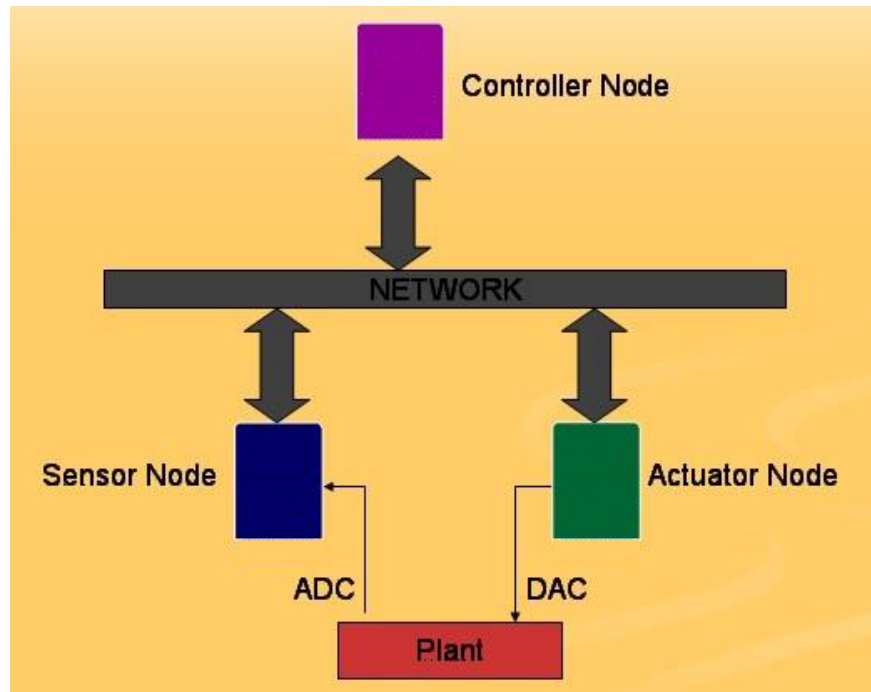 Controller Node
NETWORK
Sensor Node
Actuator Node
ADC
DAC
Plant